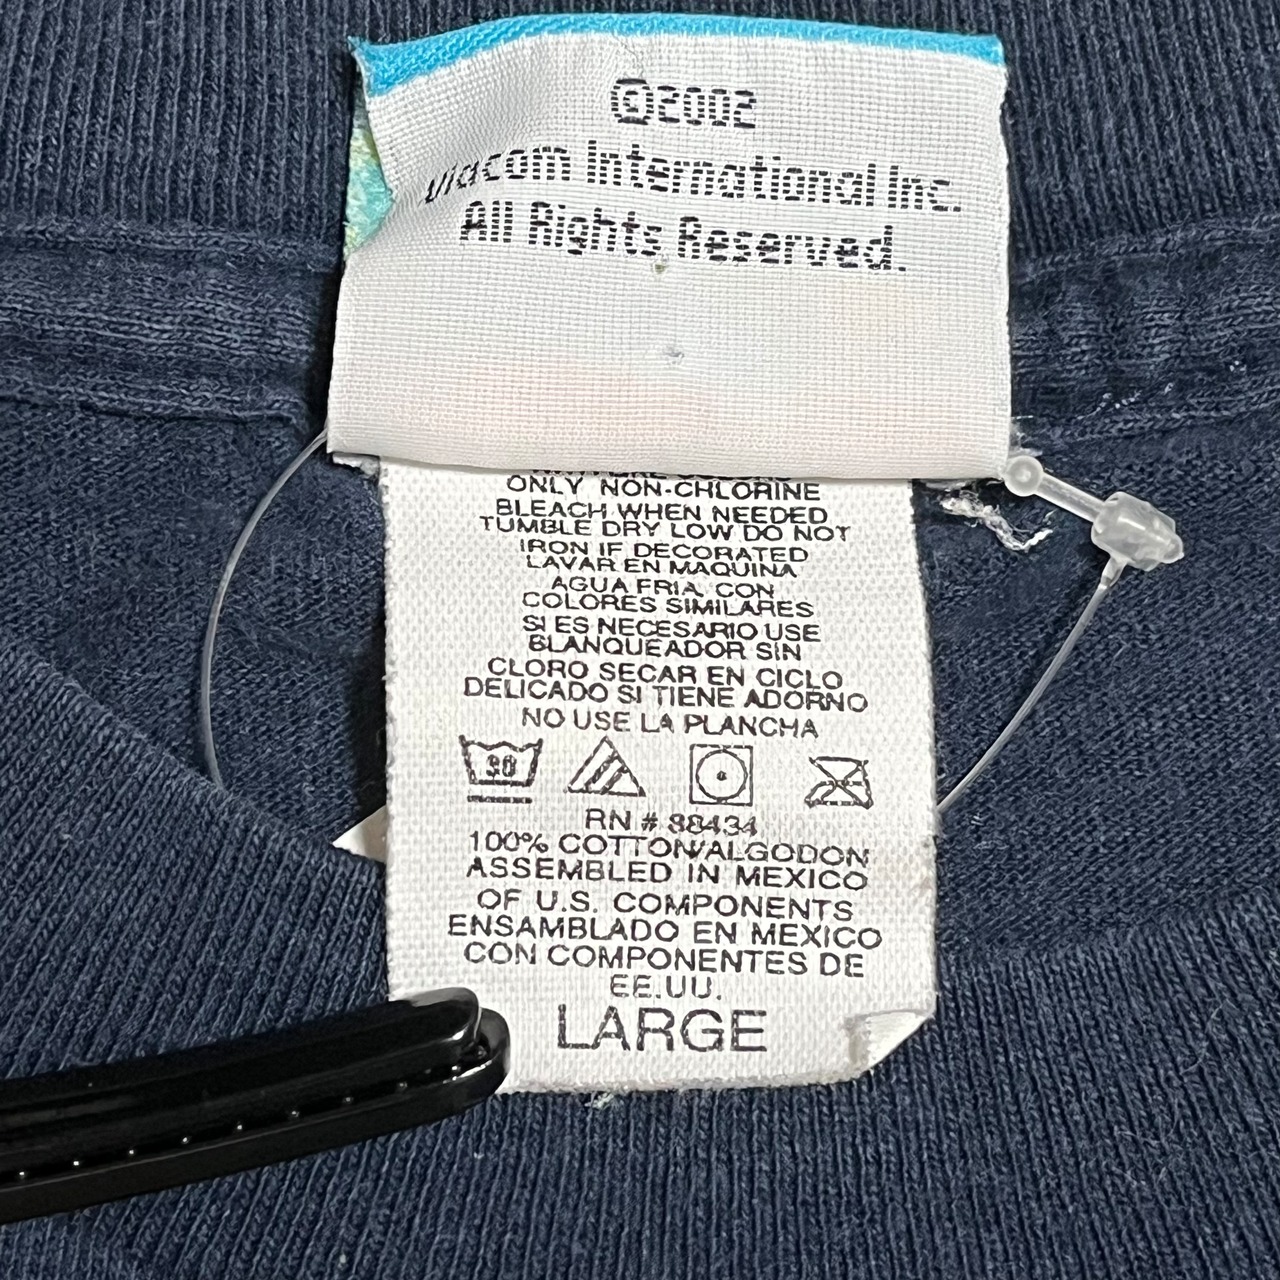 ©2002
Viacom International Inc.
All Rights Reserved.
ONLY NON-CHLORINE
BLEACH WHEN NEEDED
TUMBLE DRY LOW DO NOT
IRON IF DECORATED
LAVAR EN MAQUINA
AGUA FRIA, CON
COLORES SIMILARES
SI ES NECESARIO USE
BLANQUEADOR SIN
CLORO SECAR EN CICLO
DELICADO SI TIENE ADORNO
NO USE LA PLANCHA
30
RN # 88434
100% COTTON/ALGODON
ASSEMBLED IN MEXICO
OF U.S. COMPONENTS
ENSAMBLADO EN MEXICO
CON COMPONENTES DE
EE.UU.
LARGE